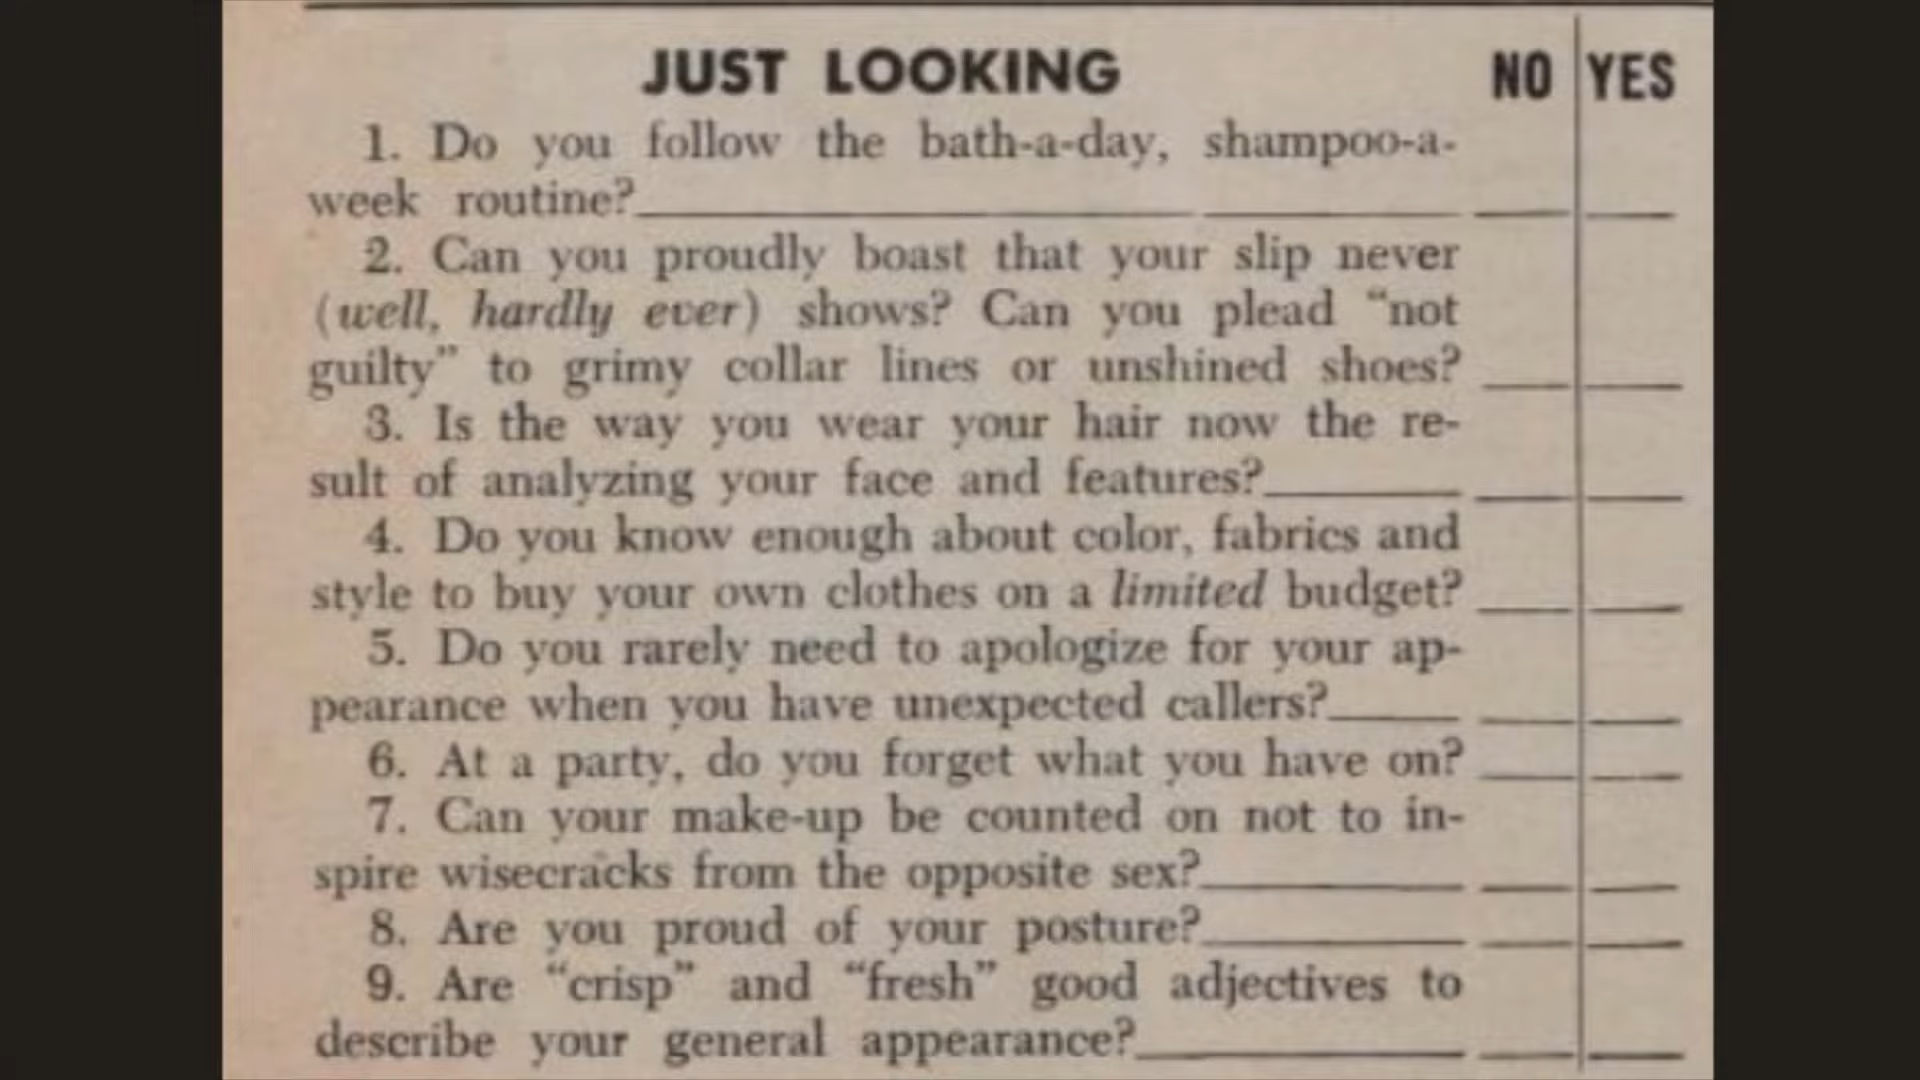 JUST LOOKING NO YES
1. Do you follow the bath-a-day, shampoo-a-
week routine?
2. Can you proudly boast that your slip never
(well, hardly ever) shows? Can you plead “not
guilty” to grimy collar lines or unshined shoes?
3. Is the way you wear your hair now the re-
sult of analyzing your face and features?
4. Do you know enough about color, fabrics and
style to buy your own clothes on a limited budget?
5. Do you rarely need to apologize for your ap-
pearance when you have unexpected callers?
6. At a party, do you forget what you have on?
7. Can your make-up be counted on not to in-
spire wisecracks from the opposite sex?
8. Are you proud of your posture?
9. Are “crisp” and “fresh” good adjectives to
describe your general appearance?